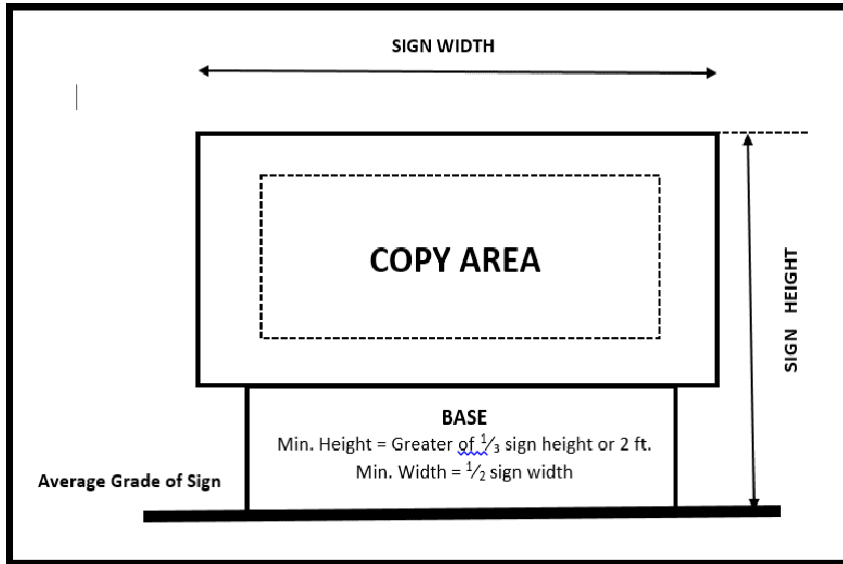 SIGN WIDTH
COPY AREA
SIGN HEIGHT
BASE
Min. Height = Greater of 1/3 sign height or 2 ft.
Min. Width = 1/2 sign width
Average Grade of Sign